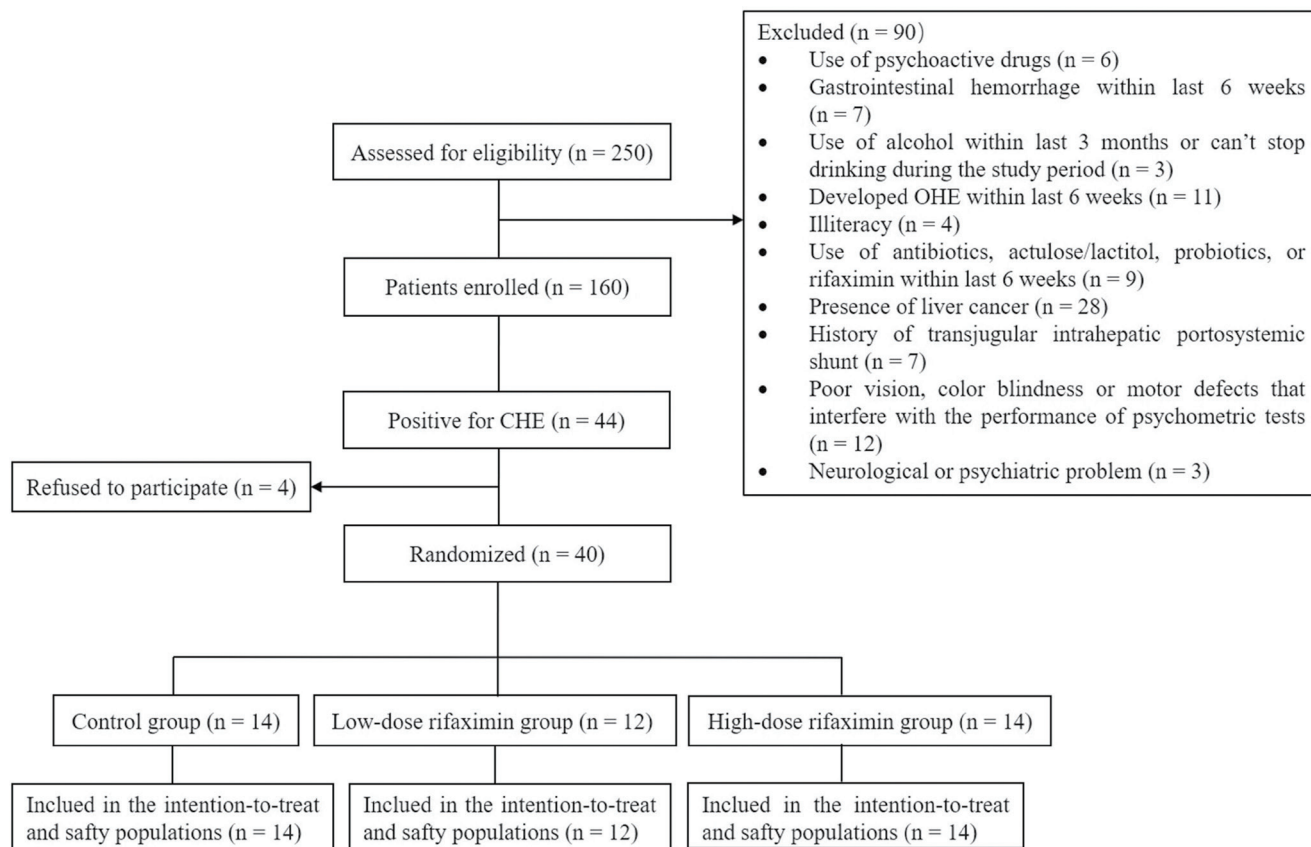 Assessed for eligibility (n = 250)
Excluded (n = 90)
• Use of psychoactive drugs (n = 6)
• Gastrointestinal hemorrhage within last 6 weeks
(n = 7)
• Use of alcohol within last 3 months or can't stop
drinking during the study period (n = 3)
• Developed OHE within last 6 weeks (n = 11)
• Illiteracy (n = 4)
• Use of antibiotics, actulose/lactitol, probiotics, or
rifaximin within last 6 weeks (n = 9)
• Presence of liver cancer (n = 28)
• History of transjugular intrahepatic portosystemic
shunt (n = 7)
• Poor vision, color blindness or motor defects that
interfere with the performance of psychometric tests
(n = 12)
• Neurological or psychiatric problem (n = 3)
Patients enrolled (n = 160)
Positive for CHE (n = 44)
Refused to participate (n = 4)
Randomized (n = 40)
Control group (n = 14)
Low-dose rifaximin group (n = 12)
High-dose rifaximin group (n = 14)
Inclued in the intention-to-treat
and safty populations (n = 14)
Inclued in the intention-to-treat
and safty populations (n = 12)
Inclued in the intention-to-treat
and safty populations (n = 14)